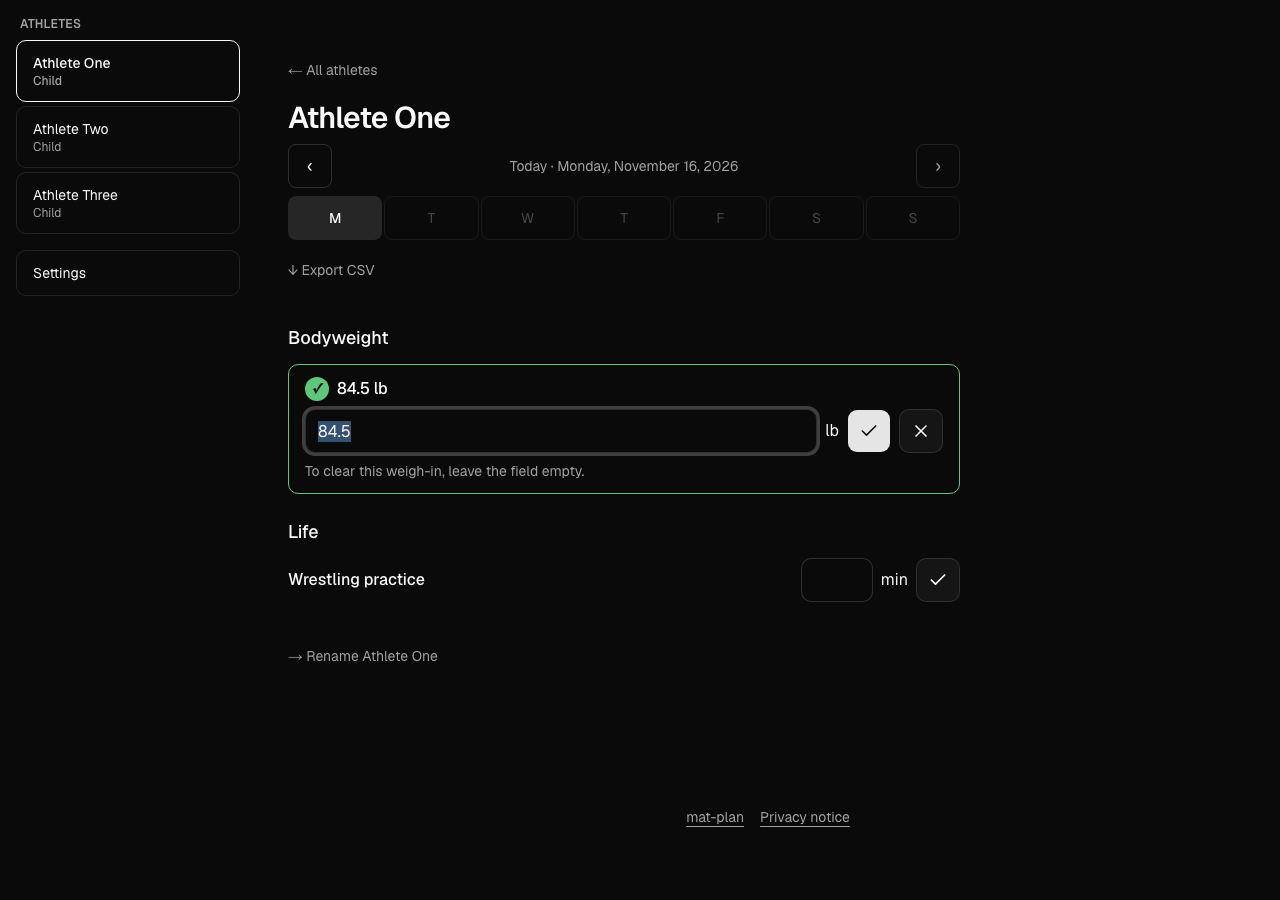 ATHLETES
Athlete One
Child
Athlete Two
Child
Athlete Three
Child
Settings
← All athletes
Athlete One
‹ Today · Monday, November 16, 2026 ›
M T W T F S S
↓ Export CSV
Bodyweight
✓ 84.5 lb
84.5 lb ✓ ✕
To clear this weigh-in, leave the field empty.
Life
Wrestling practice min ✓
→ Rename Athlete One
mat-plan Privacy notice